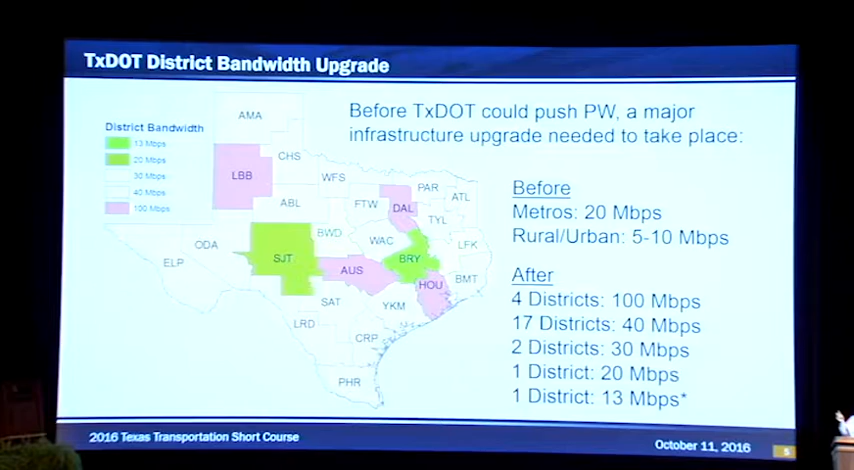 TxDOT District Bandwidth Upgrade
Before TxDOT could push PW, a major
infrastructure upgrade needed to take place:
District Bandwidth
13 Mbps
20 Mbps
30 Mbps
40 Mbps
100 Mbps
AMA
LBB
CHS
WFS
ABL
FTW
DAL
PAR
ATL
TYL
ODA
ELP
SJT
BWD
WAC
BRY
LFK
AUS
HOU
BMT
SAT
YKM
LRD
CRP
PHR
Before
Metros: 20 Mbps
Rural/Urban: 5-10 Mbps
After
4 Districts: 100 Mbps
17 Districts: 40 Mbps
2 Districts: 30 Mbps
1 District: 20 Mbps
1 District: 13 Mbps*
2016 Texas Transportation Short Course
October 11, 2016
5